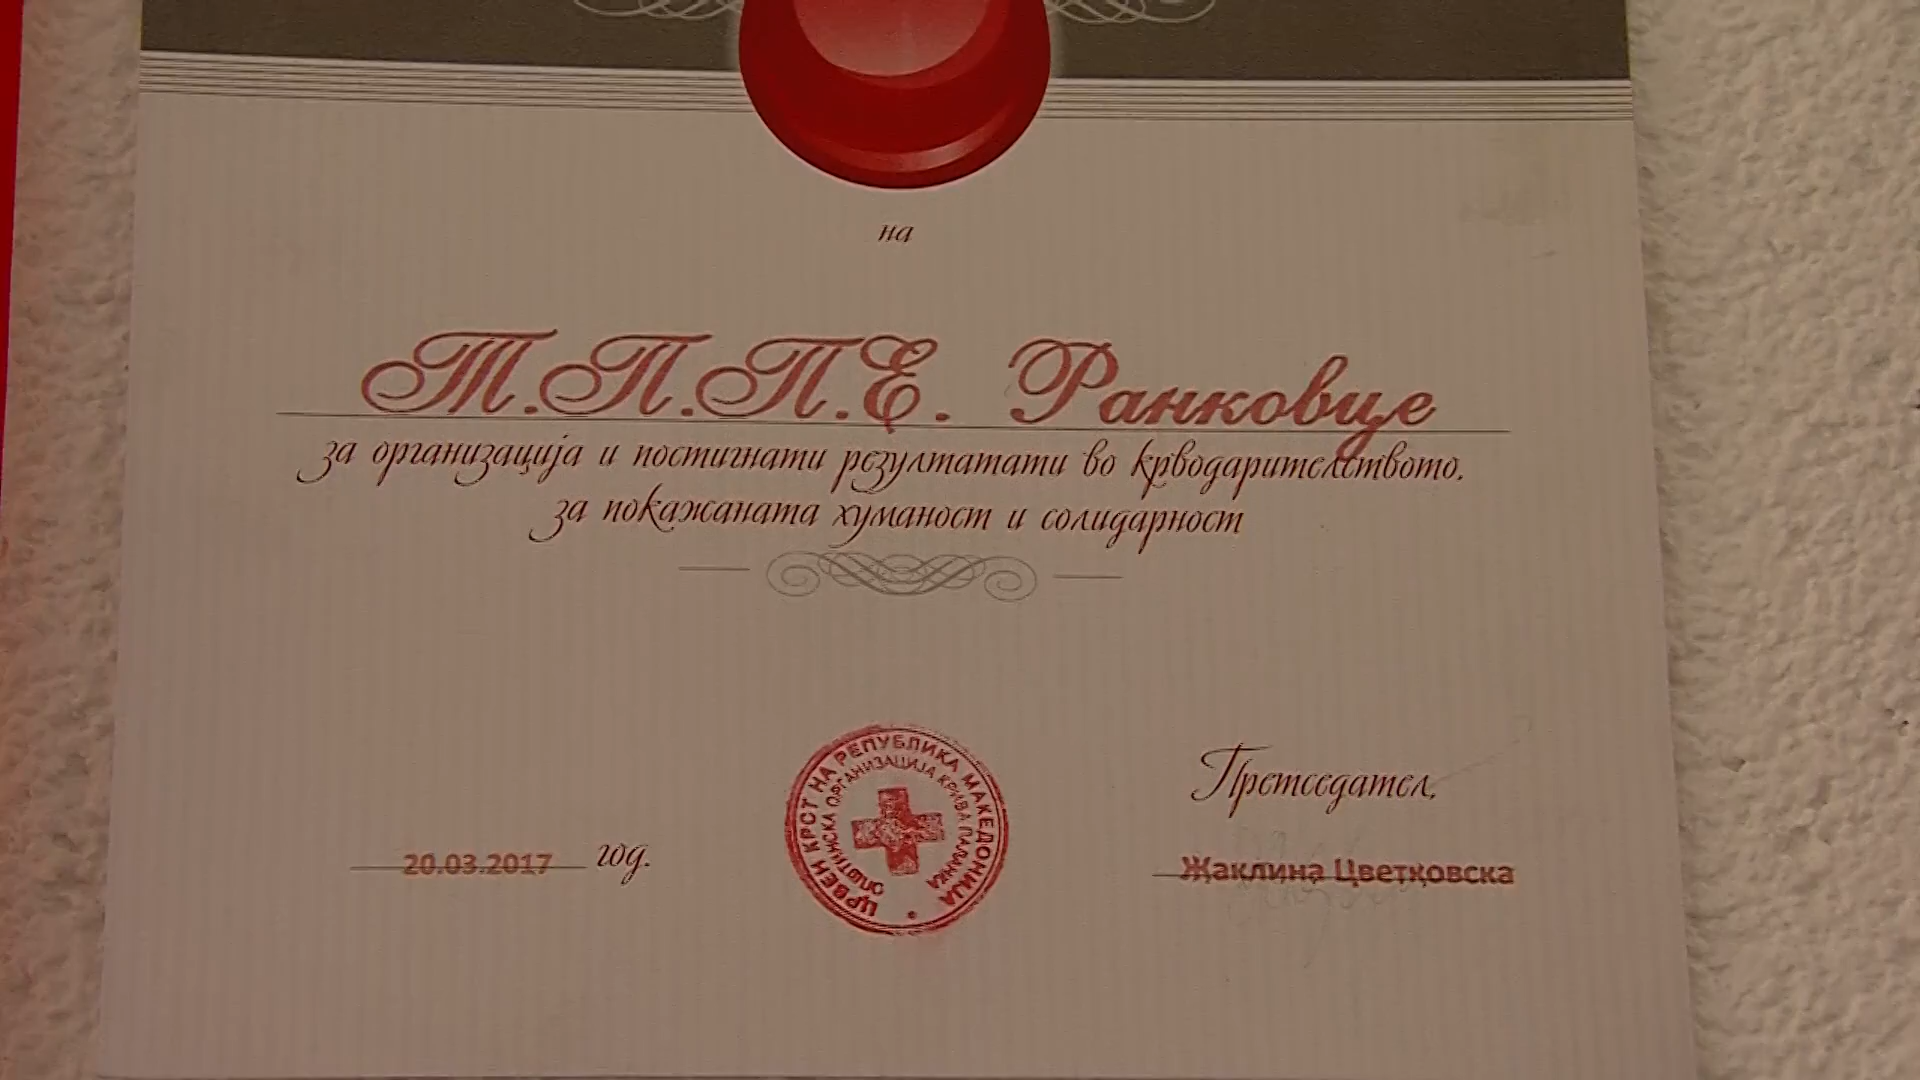 на
Т.П.П.Е. Ранковце
за организација и постигнати резултатати во крводарителството.
за покажаната хуманост и солидарност
ЦРВЕН КРСТ НА РЕПУБЛИКА МАКЕДОНИЈА
ОПШТИНСКА ОРГАНИЗАЦИЈА КРИВА ПАЛАНКА
Претседател,
20.03.2017 год.
Жаклина Цветковска